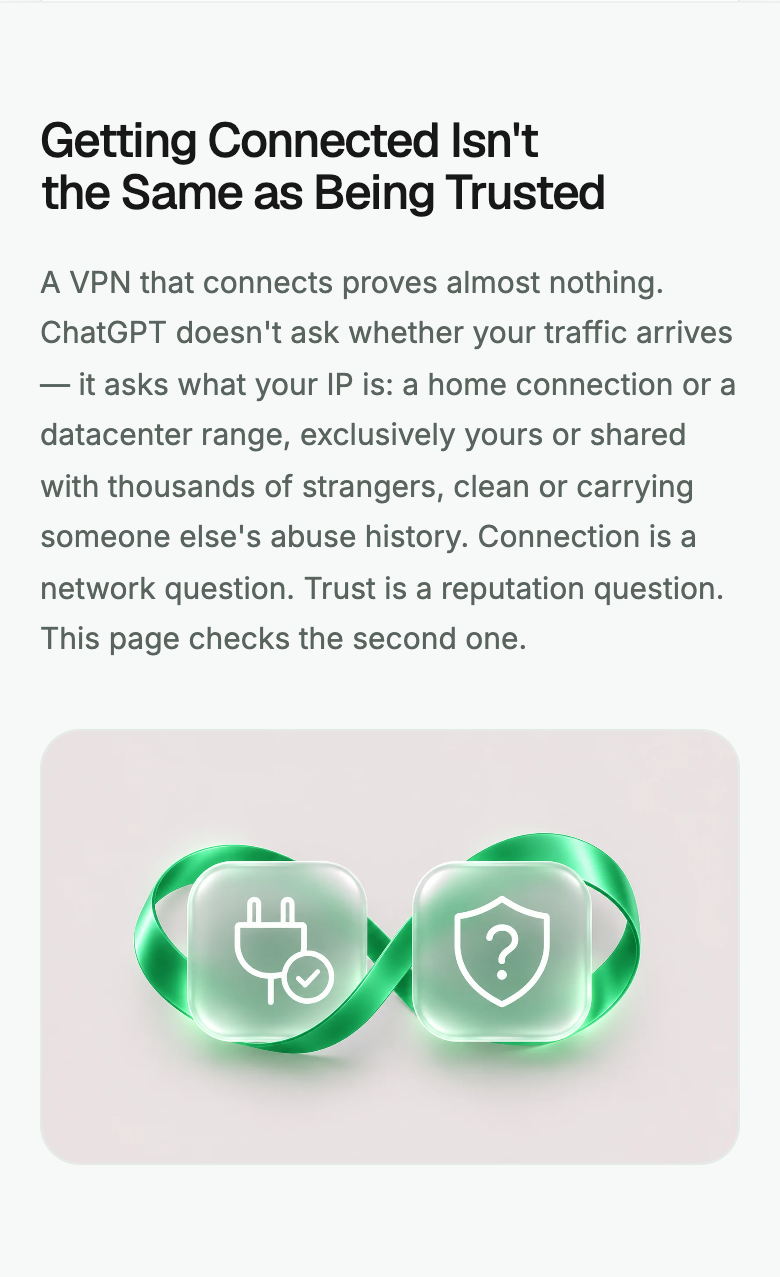 Getting Connected Isn't
the Same as Being Trusted
A VPN that connects proves almost nothing.
ChatGPT doesn't ask whether your traffic arrives
— it asks what your IP is: a home connection or a
datacenter range, exclusively yours or shared
with thousands of strangers, clean or carrying
someone else's abuse history. Connection is a
network question. Trust is a reputation question.
This page checks the second one.
?